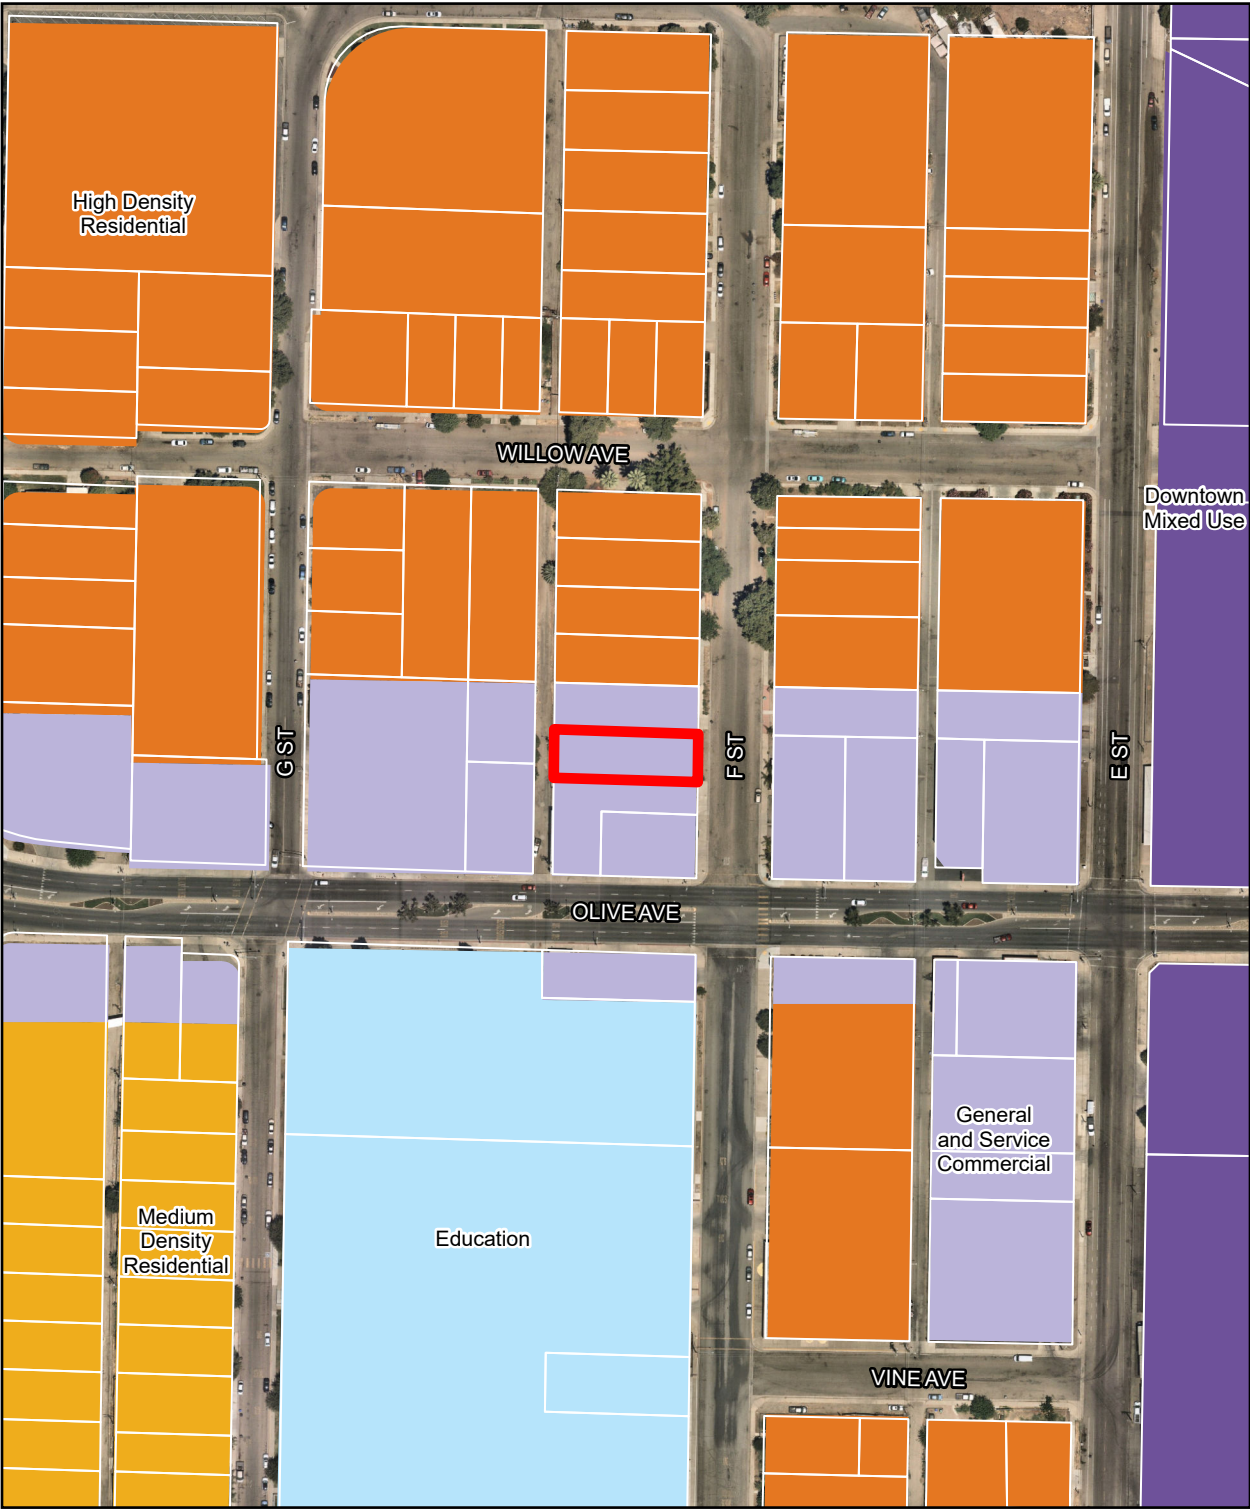 High Density
Residential
WILLOW AVE
Downtown
Mixed Use
G ST
F ST
E ST
OLIVE AVE
General
and Service
Commercial
Medium
Density
Residential
Education
VINE AVE